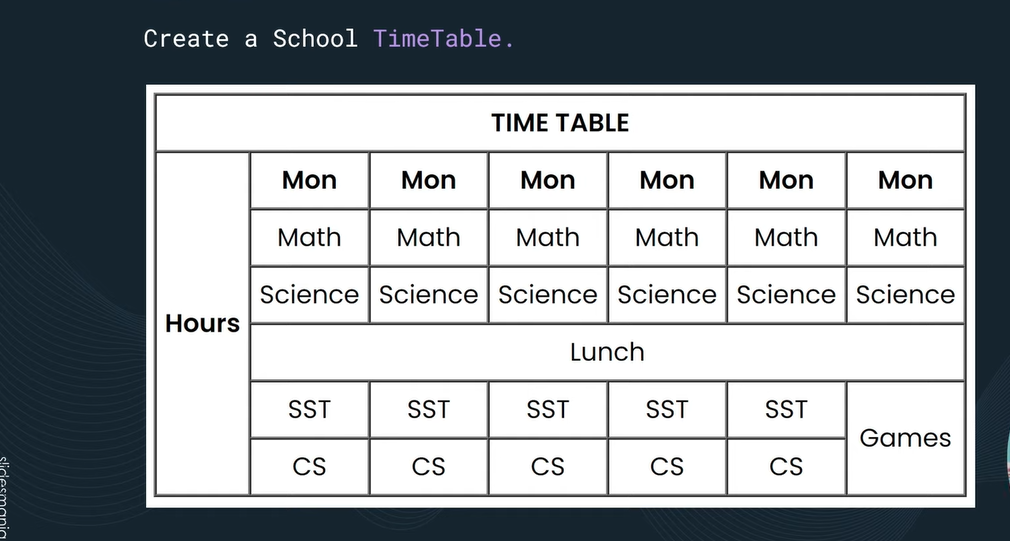 Create a School TimeTable.
TIME TABLE
Hours
Mon Mon Mon Mon Mon Mon
Math Math Math Math Math Math
Science Science Science Science Science Science
Lunch
SST SST SST SST SST
Games
CS CS CS CS CS
slidesmania